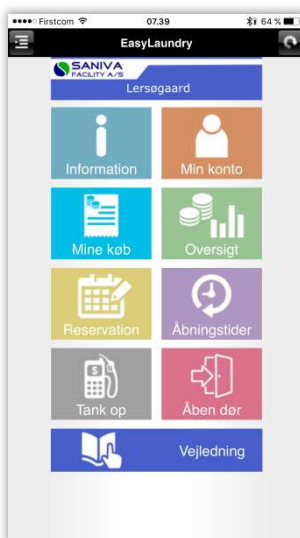 Firstcom 07.39 64 %
EasyLaundry
SANIVA
FACILITY A/S
Lersøgaard
Information Min konto
Mine køb Oversigt
Reservation Åbningstider
$
Tank op Åben dør
Vejledning